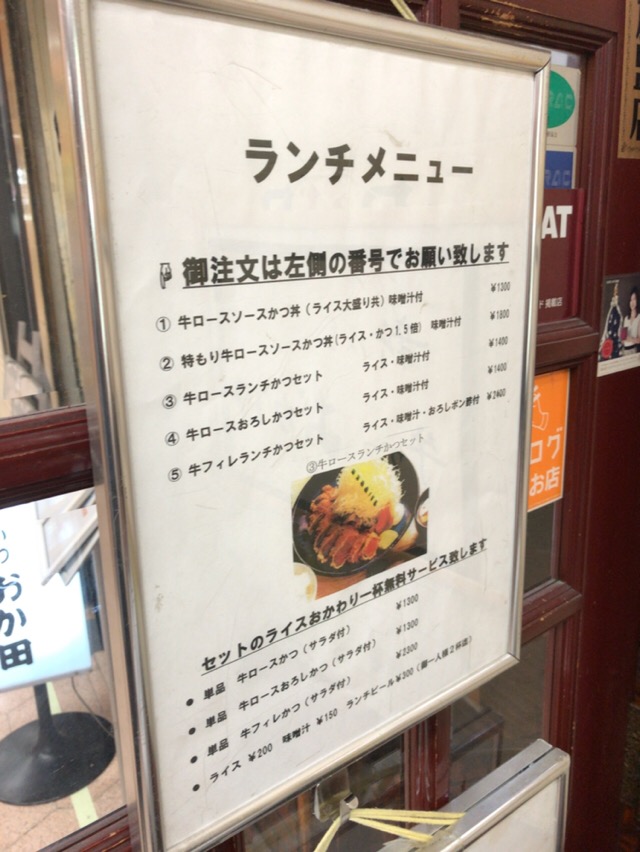 ランチメニュー
御注文は左側の番号でお願い致します
① 牛ロースソースかつ丼(ライス大盛り共)味噌汁付 ¥1300
② 特もり牛ロースソースかつ丼(ライス・かつ1.5倍) 味噌汁付 ¥1800
③ 牛ロースランチかつセット ライス・味噌汁付 ¥1400
④ 牛ロースおろしかつセット ライス・味噌汁付 ¥1400
⑤ 牛フィレランチかつセット ライス・味噌汁・おろしポン酢付 ¥2400
③牛ロースランチかつセット
セットのライスおかわり一杯無料サービス致します
● 単品 牛ロースかつ(サラダ付) ¥1300
● 単品 牛ロースおろしかつ(サラダ付) ¥1300
● 単品 牛フィレかつ(サラダ付) ¥2300
● ライス ¥200 味噌汁 ¥150 ランチビール¥300(御一人様2杯迄)
おか田
AT
ド掲載店
ログ
お店